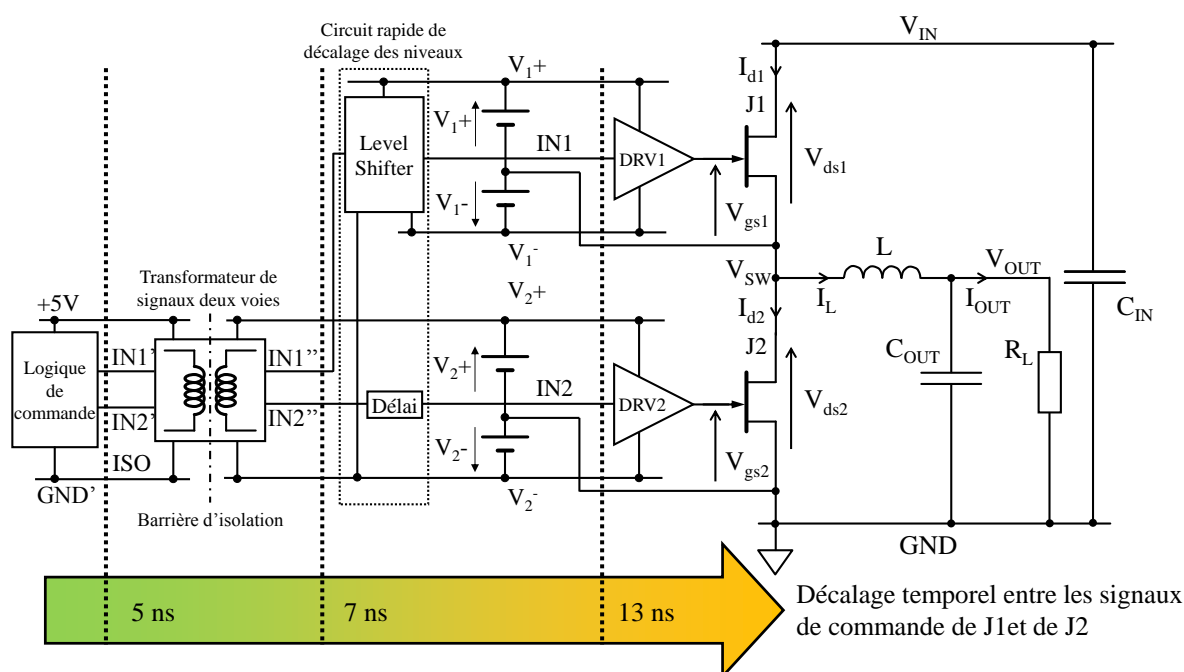 Circuit rapide de
décalage des niveaux
V1+
V1+
Level
Shifter
IN1
DRV1
V1-
V1-
VIN
Id1
J1
Vds1
Vgs1
VSW
L
IL
VOUT
IOUT
CIN
Id2
J2
COUT
RL
Vds2
Vgs2
GND
Transformateur de
signaux deux voies
+5V
Logique
de
commande
IN1'
IN2'
ISO
GND'
IN1''
IN2''
Barrière d'isolation
V2+
V2+
Délai
IN2
DRV2
V2-
V2-
5 ns
7 ns
13 ns
Décalage temporel entre les signaux
de commande de J1et de J2